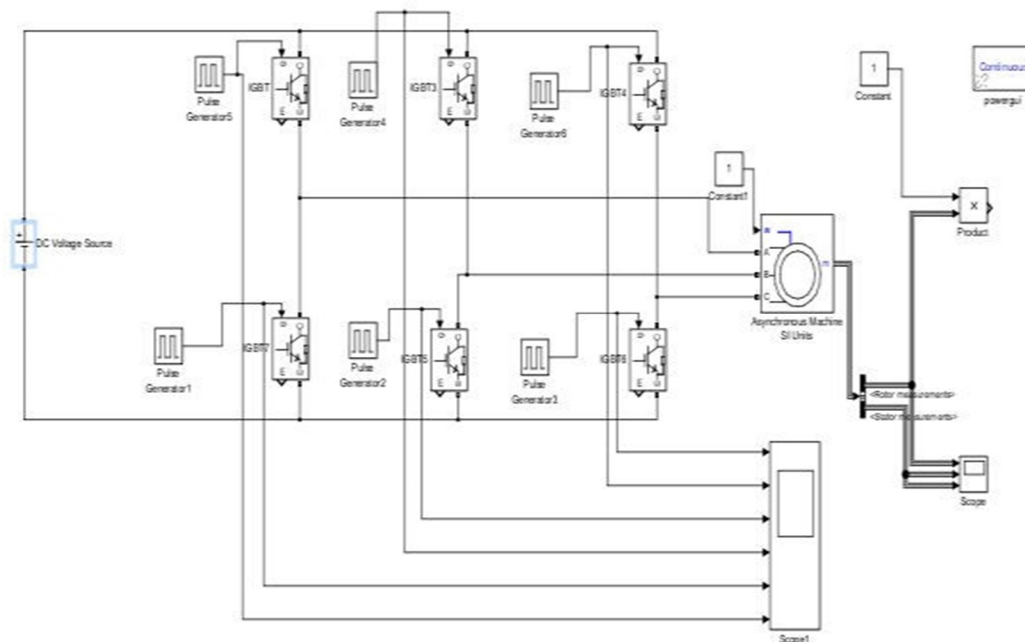 Continuous
powergui
1
Constant
Pulse
Generator5
IGBT
Pulse
Generator4
IGBT3
Pulse
Generator6
IGBT4
E
E
E
1
Constant1
X
Product
+
DC Voltage Source
w
A
B
C
m
Asynchronous Machine
SI Units
Pulse
Generator1
IGBT7
E
Pulse
Generator2
IGBT5
E
Pulse
Generator3
IGBT6
E
<Rotor measurements>
<Stator measurements>
Scope
Scope1